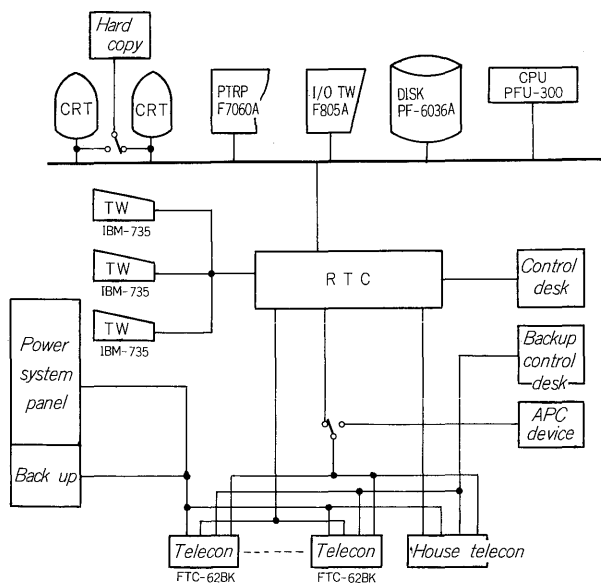 Hard
copy
CRT
CRT
PTRP
F7060A
I/O TW
F805A
DISK
PF-6036A
CPU
PFU-300
TW
IBM-735
TW
IBM-735
TW
IBM-735
RTC
Control
desk
Backup
control
desk
APC
device
Power
system
panel
Back up
Telecon
FTC-62BK
Telecon
FTC-62BK
House telecon